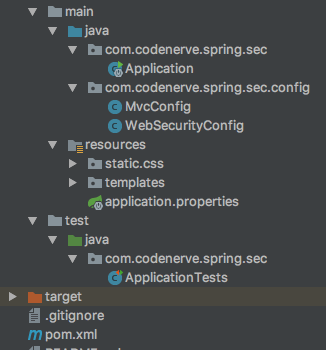 main
java
com.codenerve.spring.sec
Application
com.codenerve.spring.sec.config
MvcConfig
WebSecurityConfig
resources
static.css
templates
application.properties
test
java
com.codenerve.spring.sec
ApplicationTests
target
.gitignore
pom.xml